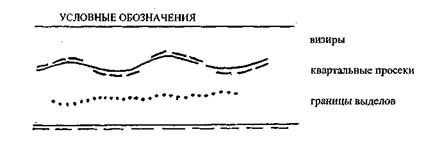 УСЛОВНЫЕ ОБОЗНАЧЕНИЯ
визиры
квартальные просеки
границы выделов